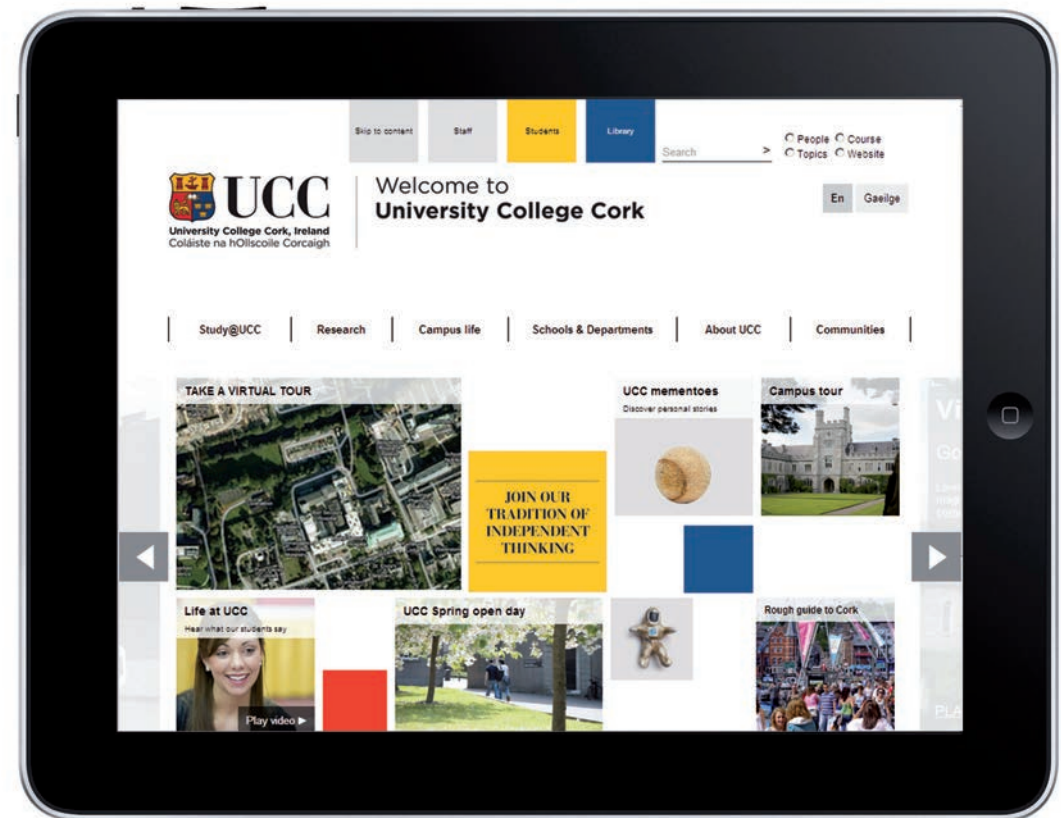 Skip to content
Staff
Students
Library
Search >
People Course
Topics Website
UCC
University College Cork, Ireland
Coláiste na hOllscoile Corcaigh
Welcome to
University College Cork
En Gaeilge
Study@UCC
Research
Campus life
Schools & Departments
About UCC
Communities
TAKE A VIRTUAL TOUR
JOIN OUR
TRADITION OF
INDEPENDENT
THINKING
UCC mementoes
Discover personal stories
Campus tour
Vi
Go
Life at UCC
Hear what our students say
Play video
UCC Spring open day
Rough guide to Cork
PLA